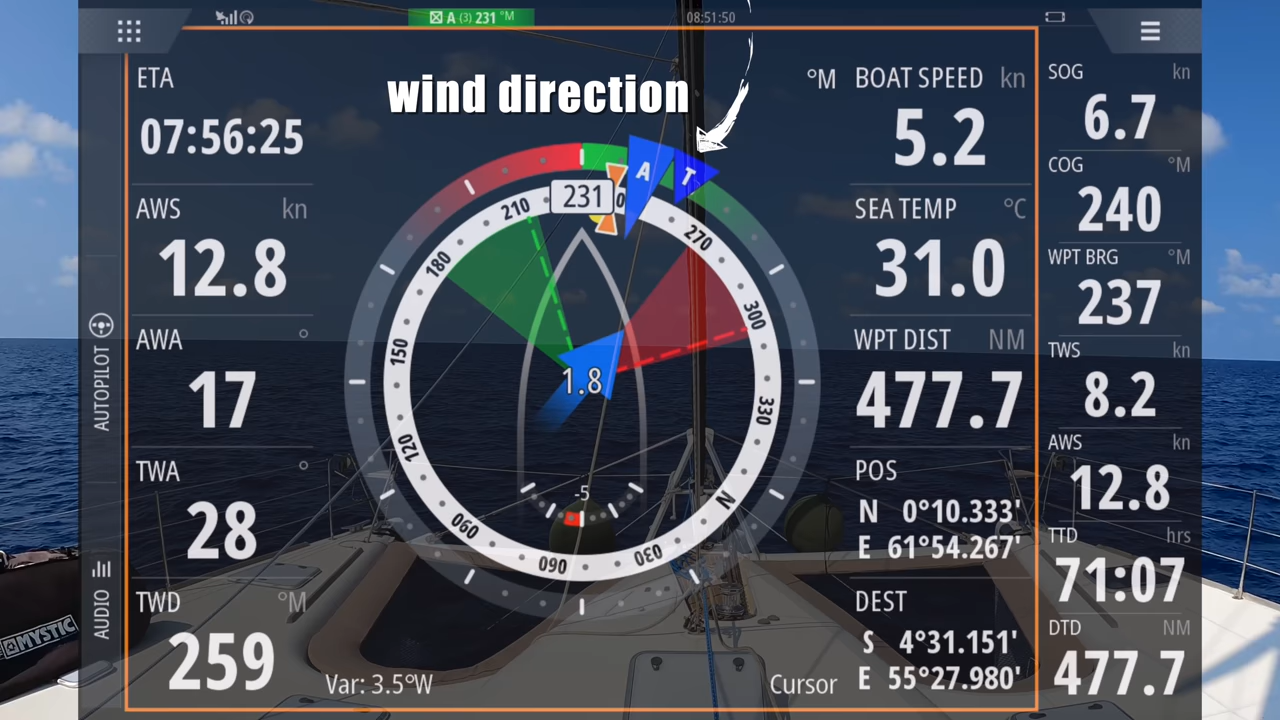 A (3) 231 °M
08:51:50
wind direction
ETA
07:56:25
AWS kn
12.8
AWA °
17
TWA °
28
TWD °M
259
AUTOPILOT
AUDIO
MYSTIC
°M
A
T
231
0
210
180
150
120
090
060
030
N
330
300
270
1.8
-5
Var: 3.5°W
Cursor
BOAT SPEED kn
5.2
SEA TEMP °C
31.0
WPT DIST NM
477.7
POS
N 0°10.333'
E 61°54.267'
DEST
S 4°31.151'
E 55°27.980'
SOG kn
6.7
COG °M
240
WPT BRG °M
237
TWS kn
8.2
AWS kn
12.8
TTD hrs
71:07
DTD NM
477.7